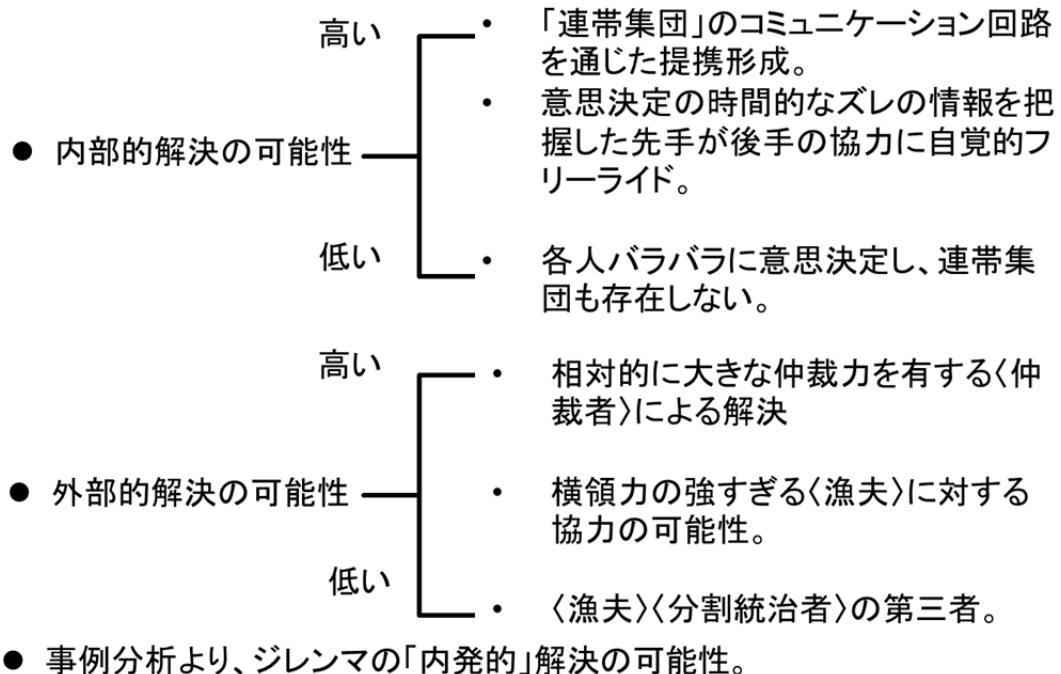 高い
• 「連帯集団」のコミュニケーション回路
を通じた提携形成。
• 意思決定の時間的なズレの情報を把
握した先手が後手の協力に自覚的フ
リーライド。
● 内部的解決の可能性
低い
• 各人バラバラに意思決定し、連帯集
団も存在しない。
高い
• 相対的に大きな仲裁力を有する〈仲
裁者〉による解決
● 外部的解決の可能性
• 横領力の強すぎる〈漁夫〉に対する
協力の可能性。
低い
• 〈漁夫〉〈分割統治者〉の第三者。
● 事例分析より、ジレンマの「内発的」解決の可能性。